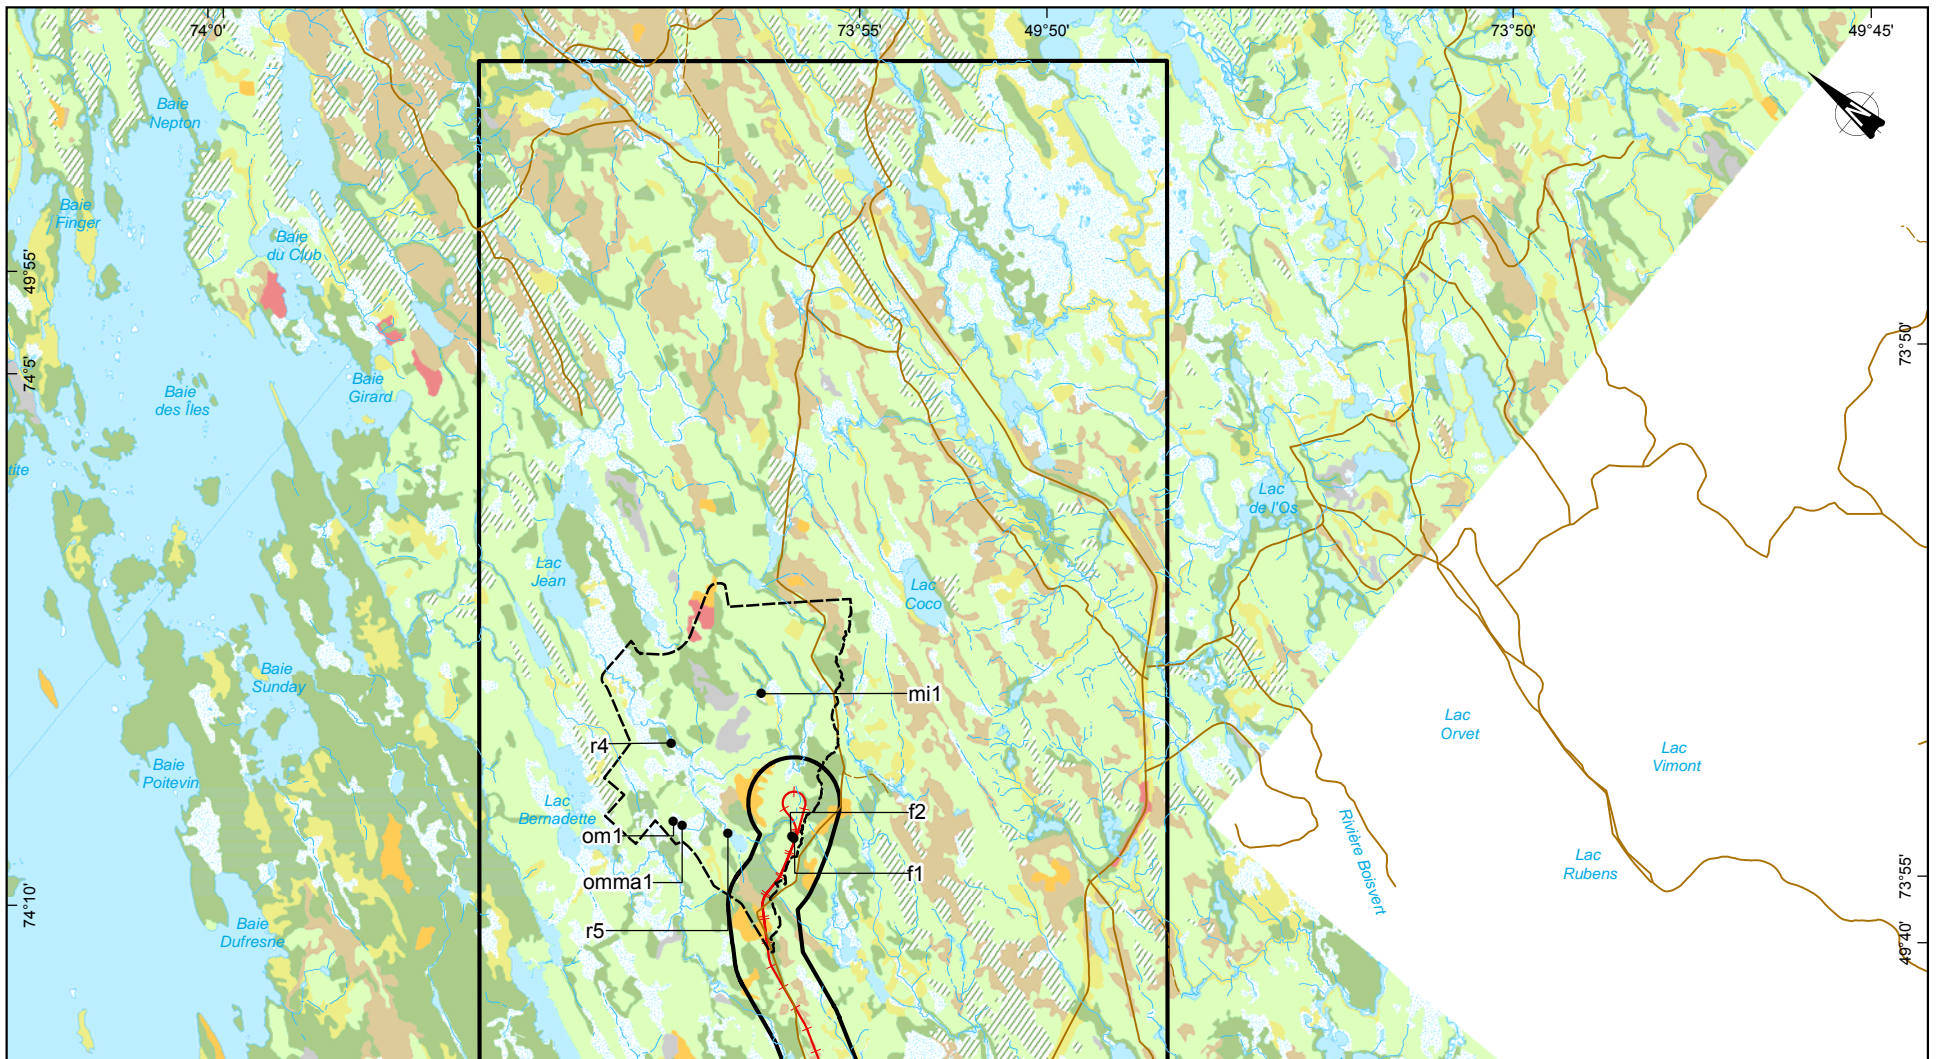 74°0'
73°55'
49°50'
73°50'
49°45'
Baie
Nepton
Baie
Finger
Baie
du Club
49°55'
74°5'
73°50'
Baie
des Îles
Baie
Girard
tite
Lac
de l'Os
Lac
Jean
Lac
Coco
Baie
Sunday
mi1
r4
Lac
Orvet
Lac
Vimont
Baie
Poitevin
Lac
Bernadette
f2
om1
Rivière Boisvert
Lac
Rubens
f1
omma1
73°55'
74°10'
Baie
Dufresne
r5
49°40'